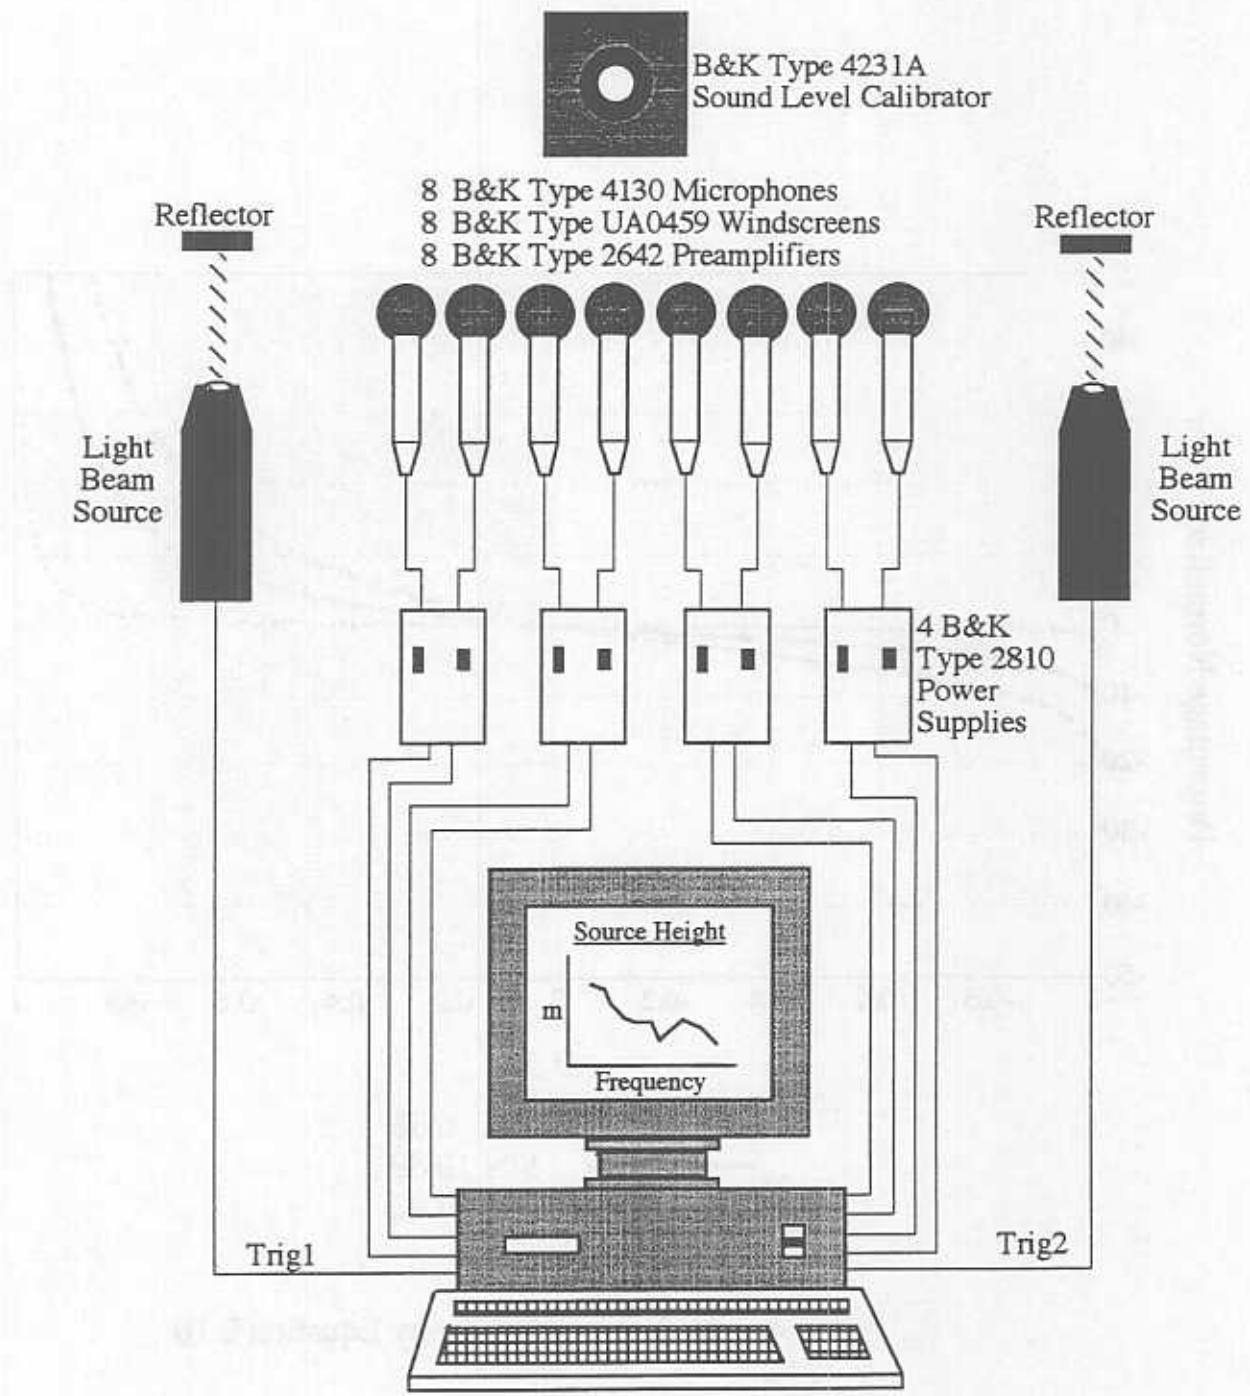 B&K Type 4231A
Sound Level Calibrator
8 B&K Type 4130 Microphones
8 B&K Type UA0459 Windscreens
8 B&K Type 2642 Preamplifiers
Reflector
Reflector
Light
Beam
Source
Light
Beam
Source
4 B&K
Type 2810
Power
Supplies
Source Height
m
Frequency
Trig1
Trig2